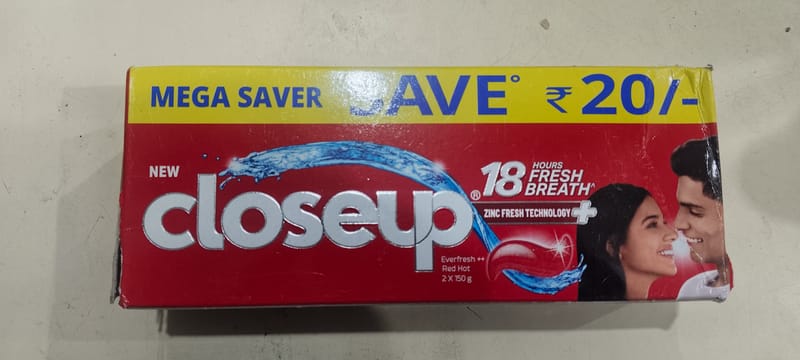 MEGA SAVER SAVE° ₹ 20/-
NEW
closeup®
18 HOURS FRESH BREATH^
ZINC FRESH TECHNOLOGY +
Everfresh ++
Red Hot
2 X 150 g